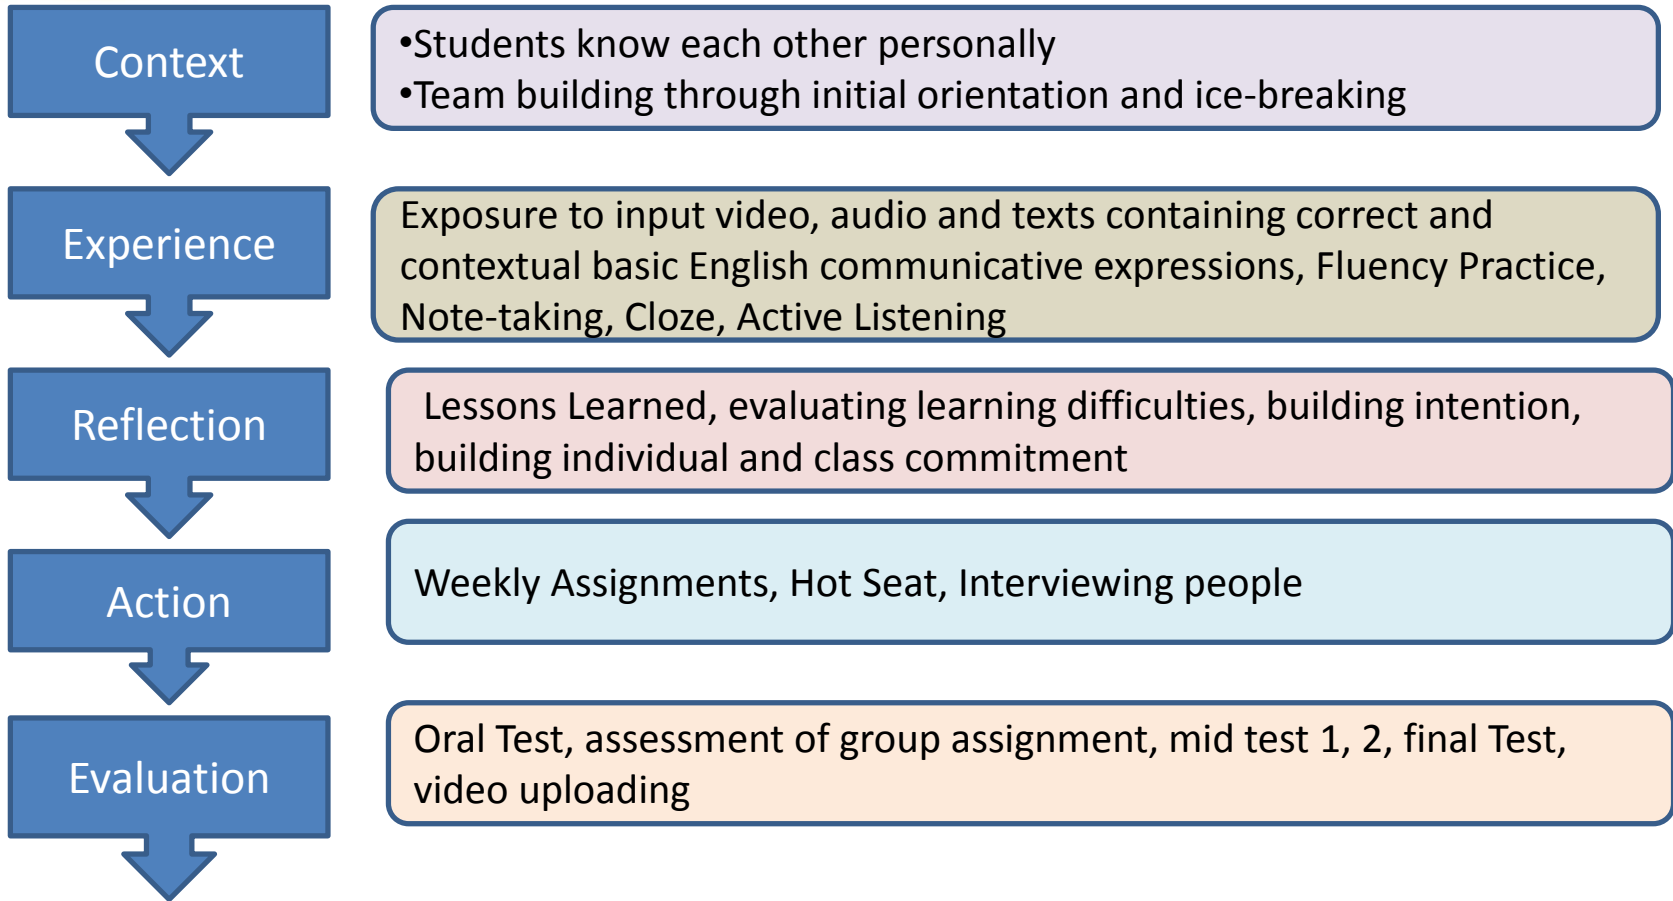 Context
•Students know each other personally
•Team building through initial orientation and ice-breaking
Experience
Exposure to input video, audio and texts containing correct and
contextual basic English communicative expressions, Fluency Practice,
Note-taking, Cloze, Active Listening
Reflection
Lessons Learned, evaluating learning difficulties, building intention,
building individual and class commitment
Action
Weekly Assignments, Hot Seat, Interviewing people
Evaluation
Oral Test, assessment of group assignment, mid test 1, 2, final Test,
video uploading